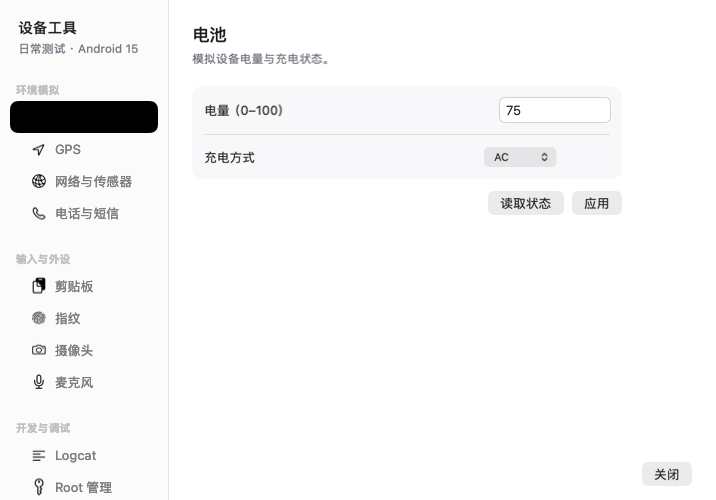 设备工具
日常测试 · Android 15
环境模拟
GPS
网络与传感器
电话与短信
输入与外设
剪贴板
指纹
摄像头
麦克风
开发与调试
Logcat
Root 管理
电池
模拟设备电量与充电状态。
电量 (0–100)
75
充电方式
AC
读取状态
应用
关闭